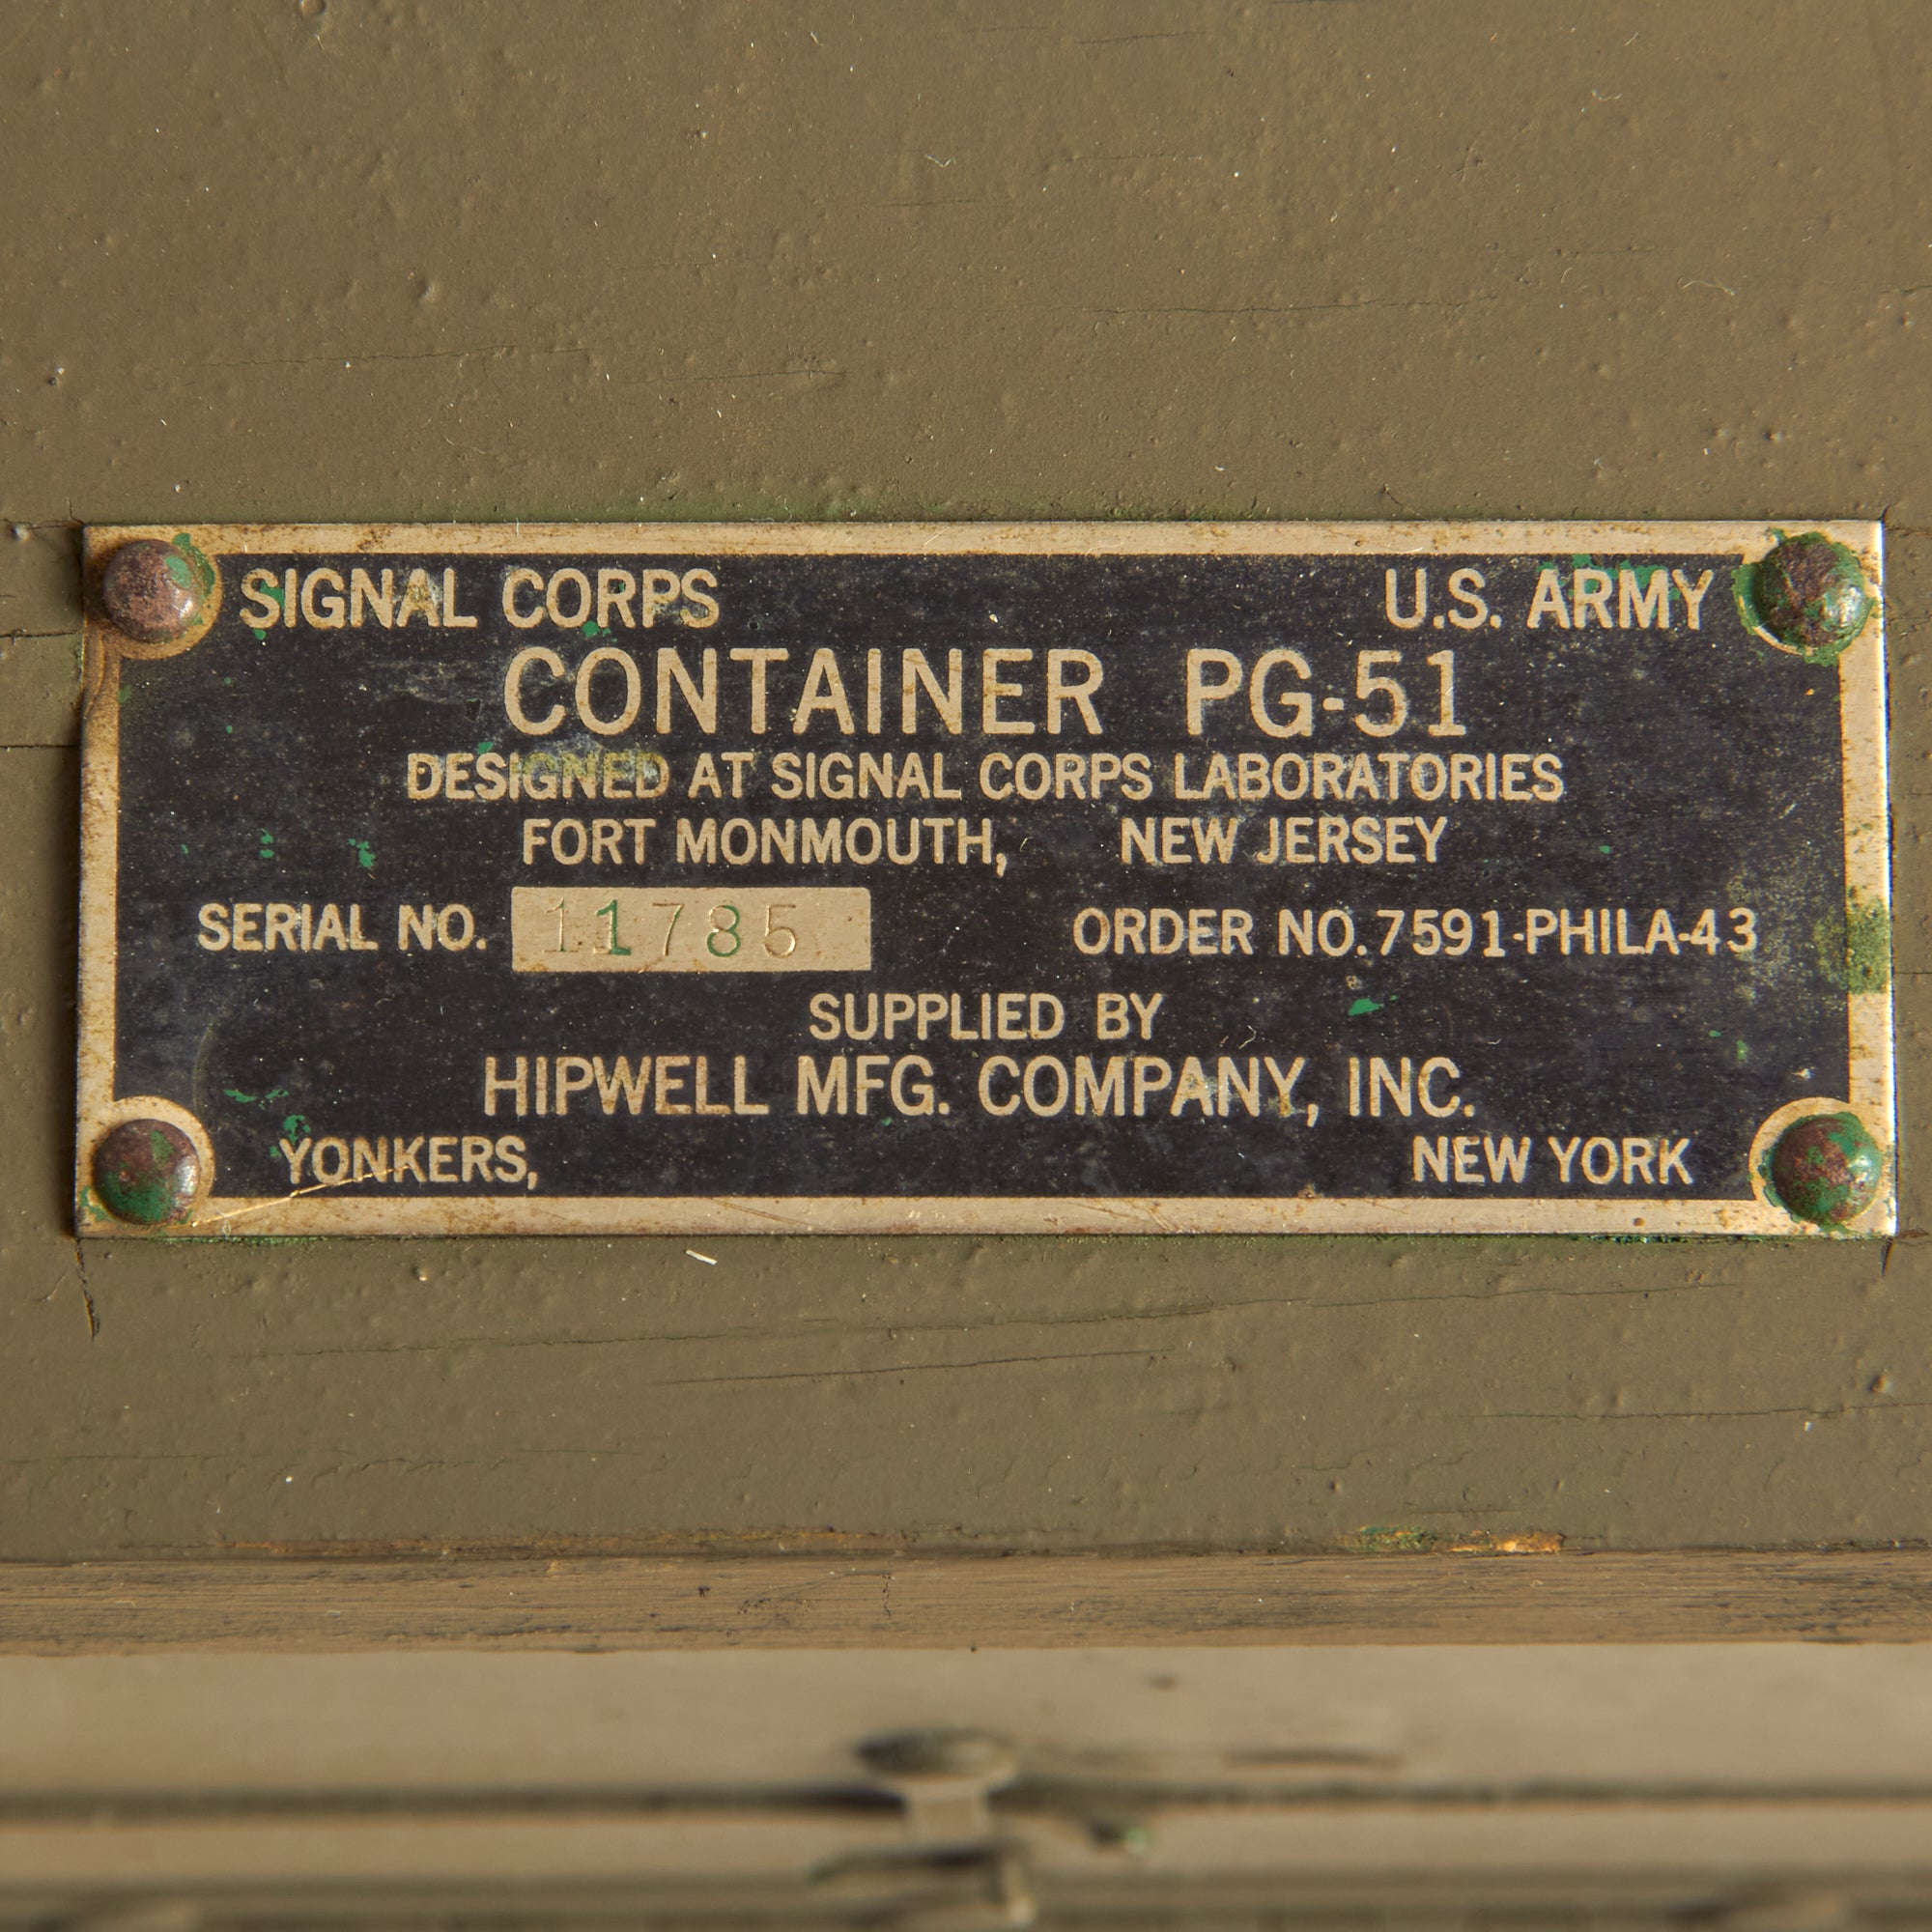 SIGNAL CORPS U.S. ARMY
CONTAINER PG-51
DESIGNED AT SIGNAL CORPS LABORATORIES
FORT MONMOUTH, NEW JERSEY
SERIAL NO. 11785 ORDER NO. 7591-PHILA-43
SUPPLIED BY
HIPWELL MFG. COMPANY, INC.
YONKERS, NEW YORK